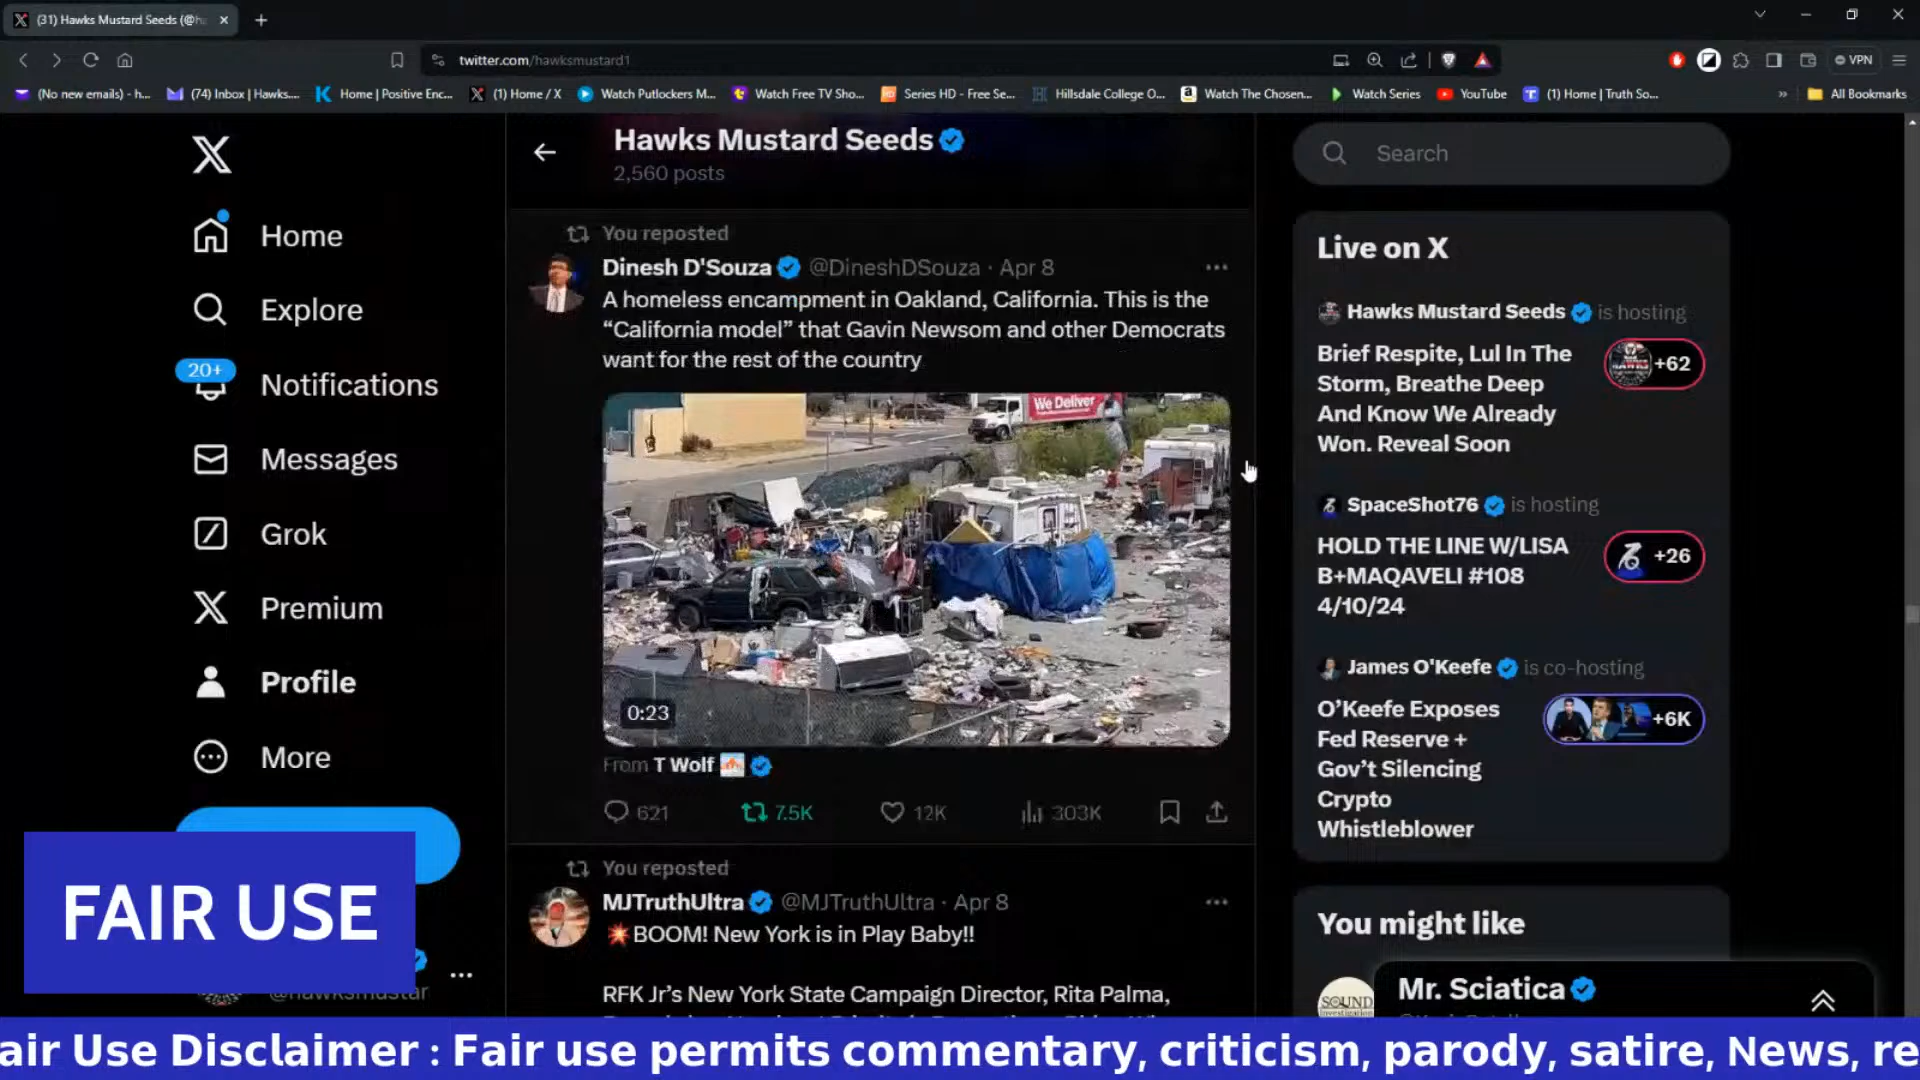 (31) Hawks Mustard Seeds (@h
twitter.com/hawksmustard1
VPN
(No new emails) - h...
(74) Inbox | Hawks....
Home | Positive Enc...
(1) Home / X
Watch Putlockers M...
Watch Free TV Sho...
Series HD - Free Se...
Hillsdale College O...
Watch The Chosen...
Watch Series
YouTube
(1) Home | Truth So...
»
All Bookmarks
Home
Explore
20+
Notifications
Messages
Grok
Premium
Profile
More
Hawks Mustard Seeds
2,560 posts
You reposted
Dinesh D'Souza @DineshDSouza · Apr 8
A homeless encampment in Oakland, California. This is the
“California model” that Gavin Newsom and other Democrats
want for the rest of the country
We Deliver
0:23
From T Wolf
621
7.5K
12K
303K
You reposted
MJTruthUltra @MJTruthUltra · Apr 8
💥BOOM! New York is in Play Baby!!
RFK Jr’s New York State Campaign Director, Rita Palma,
Search
Live on X
Hawks Mustard Seeds is hosting
Brief Respite, Lul In The
Storm, Breathe Deep
And Know We Already
Won. Reveal Soon
+62
SpaceShot76 is hosting
HOLD THE LINE W/LISA
B+MAQAVELI #108
4/10/24
+26
James O'Keefe is co-hosting
O’Keefe Exposes
Fed Reserve +
Gov’t Silencing
Crypto
Whistleblower
+6K
You might like
SOUND
Mr. Sciatica
FAIR USE
@hawksmustar
air Use Disclaimer : Fair use permits commentary, criticism, parody, satire, News, re